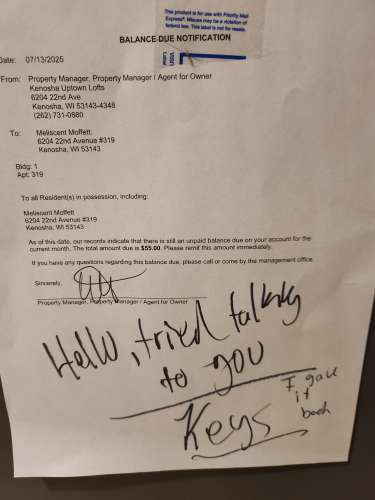 This product is for use with Priority Mail
Express®. Misuse may be a violation of
federal law. This label is not for resale.
BALANCE DUE NOTIFICATION
Date: 07/13/2025
From: Property Manager, Property Manager / Agent for Owner
Kenosha Uptown Lofts
6204 22nd Ave
Kenosha, WI 53143-4348
(262) 731-0880
To: Meliscent Moffett
6204 22nd Avenue #319
Kenosha, WI 53143
Bldg: 1
Apt: 319
To all Resident(s) in possession, including:
Meliscent Moffett
6204 22nd Avenue #319
Kenosha, WI 53143
As of this date, our records indicate that there is still an unpaid balance due on your account for the
current month. The total amount due is $55.00. Please remit this amount immediately.
If you have any questions regarding this balance due, please call or come by the management office.
Sincerely,
Property Manager, Property Manager / Agent for Owner
Hello, tried talking
to you
Keys
I gave
it
back